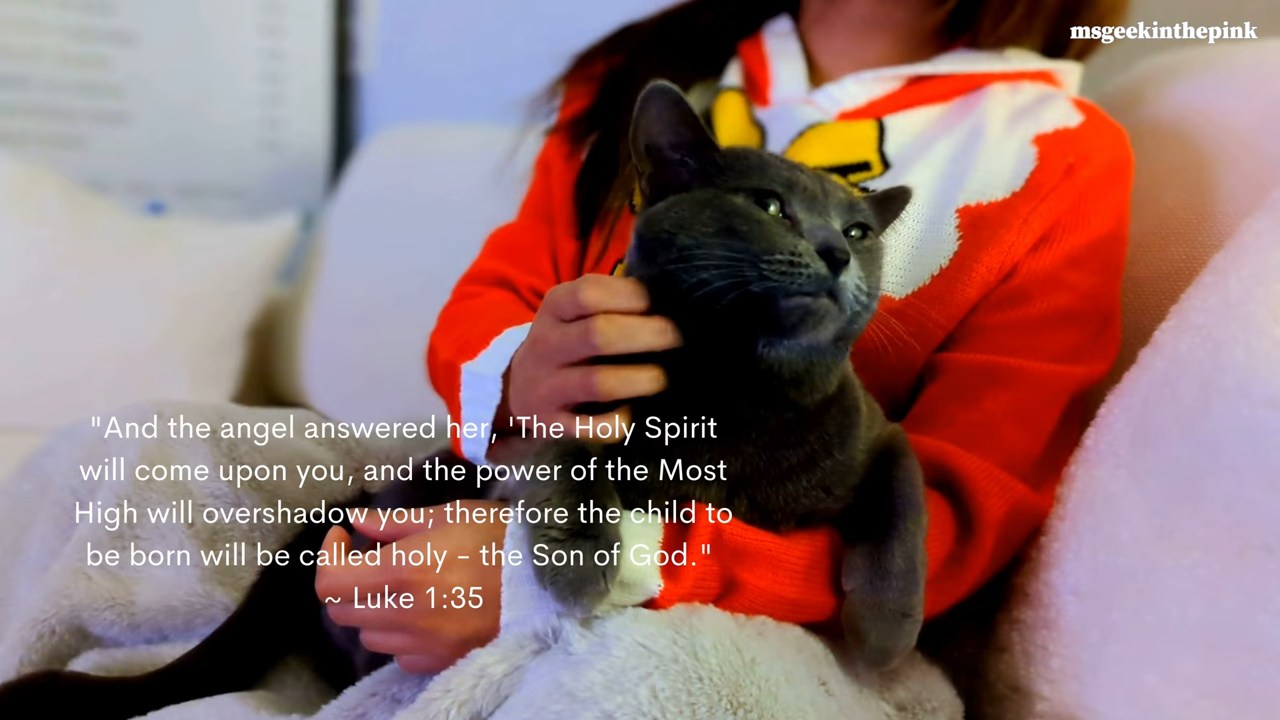 msgeekinthepink
"And the angel answered her, 'The Holy Spirit
will come upon you, and the power of the Most
High will overshadow you; therefore the child to
be born will be called holy - the Son of God."
~ Luke 1:35